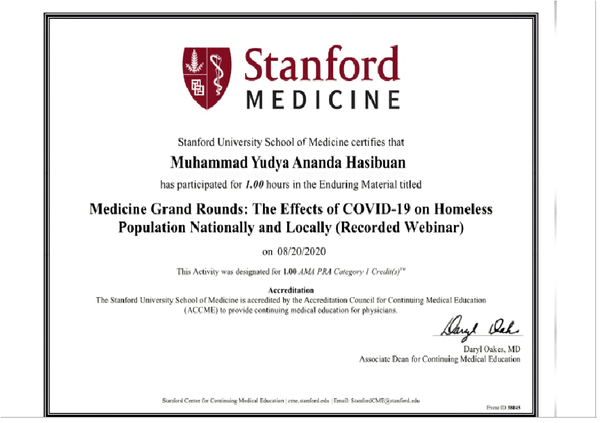 Stanford
MEDICINE
Stanford University School of Medicine certifies that
Muhammad Yudya Ananda Hasibuan
has participated for 1.00 hours in the Enduring Material titled
Medicine Grand Rounds: The Effects of COVID-19 on Homeless
Population Nationally and Locally (Recorded Webinar)
on 08/20/2020
This Activity was designated for 1.00 AMA PRA Category 1 Credit(s)™
Accreditation
The Stanford University School of Medicine is accredited by the Accreditation Council for Continuing Medical Education
(ACCME) to provide continuing medical education for physicians.
Daryl Oakes
Daryl Oakes, MD
Associate Dean for Continuing Medical Education
Stanford Center for Continuing Medical Education | cme.stanford.edu | Email: StanfordCME@stanford.edu
Event ID